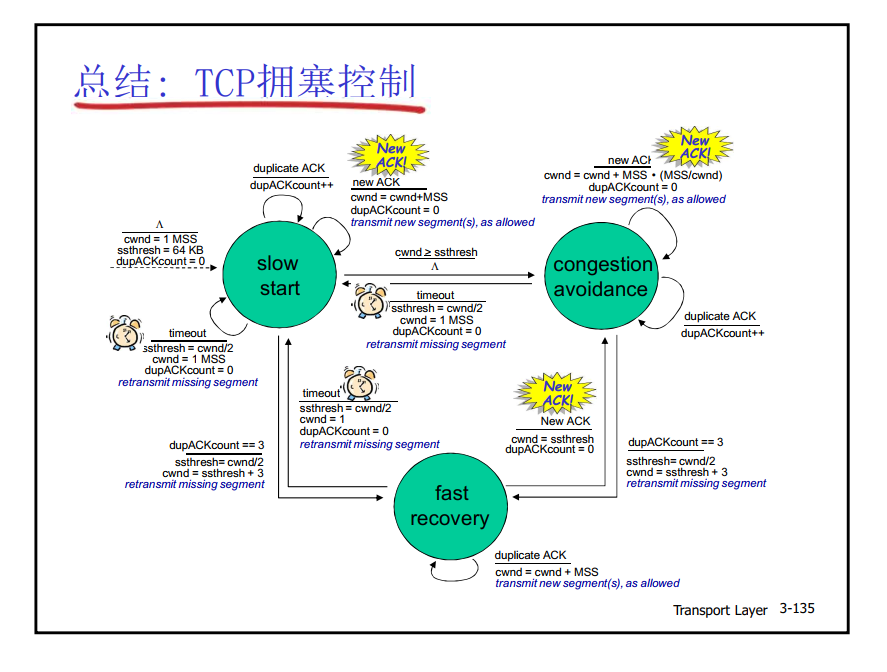 总结: TCP拥塞控制
New
ACK!
duplicate ACK
dupACKcount++
new ACK
cwnd = cwnd+MSS
dupACKcount = 0
transmit new segment(s), as allowed
New
ACK!
new ACK
cwnd = cwnd + MSS • (MSS/cwnd)
dupACKcount = 0
transmit new segment(s), as allowed
Λ
cwnd = 1 MSS
ssthresh = 64 KB
dupACKcount = 0
slow
start
cwnd ≥ ssthresh
Λ
congestion
avoidance
timeout
ssthresh = cwnd/2
cwnd = 1 MSS
dupACKcount = 0
retransmit missing segment
duplicate ACK
dupACKcount++
timeout
ssthresh = cwnd/2
cwnd = 1 MSS
dupACKcount = 0
retransmit missing segment
timeout
ssthresh = cwnd/2
cwnd = 1
dupACKcount = 0
retransmit missing segment
New
ACK!
New ACK
cwnd = ssthresh
dupACKcount = 0
dupACKcount == 3
ssthresh= cwnd/2
cwnd = ssthresh + 3
retransmit missing segment
dupACKcount == 3
ssthresh= cwnd/2
cwnd = ssthresh + 3
retransmit missing segment
fast
recovery
duplicate ACK
cwnd = cwnd + MSS
transmit new segment(s), as allowed
Transport Layer 3-135